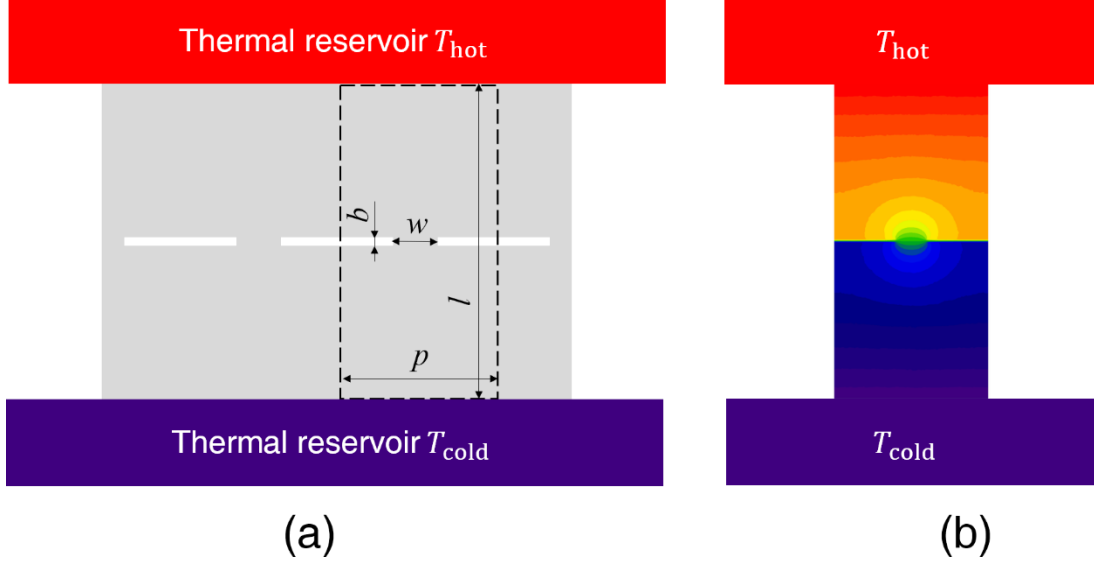 Thermal reservoir T_hot
b
w
l
p
Thermal reservoir T_cold
(a)
T_hot
T_cold
(b)